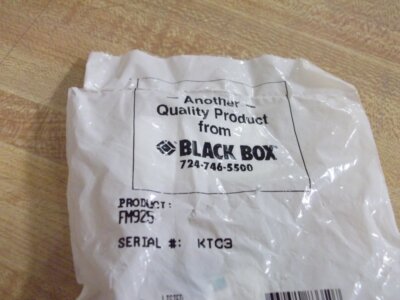 — Another —
Quality Product
from
BLACK BOX
724-746-5500
PRODUCT:
FM925
SERIAL #: KTC3